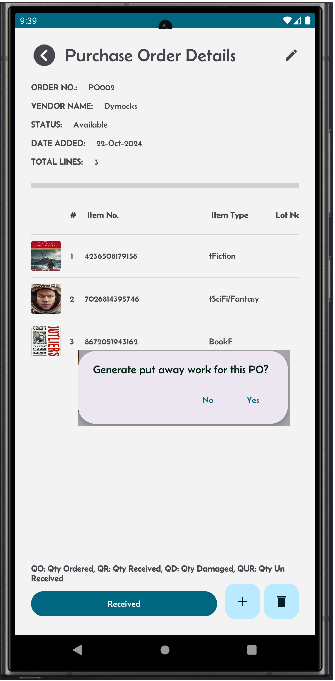 9:39
Purchase Order Details
ORDER NO.: PO002
VENDOR NAME: Dymocks
STATUS: Available
DATE ADDED: 22-Oct-2024
TOTAL LINES: 3
# Item No. Item Type Lot No
1 4236508179158 fFiction
2 7026814395746 fSciFi/Fantasy
OUTLIERS
3 8672051943162 BookF
Generate put away work for this PO?
No Yes
QO: Qty Ordered, QR: Qty Received, QD: Qty Damaged, QUR: Qty Un
Received
Received +